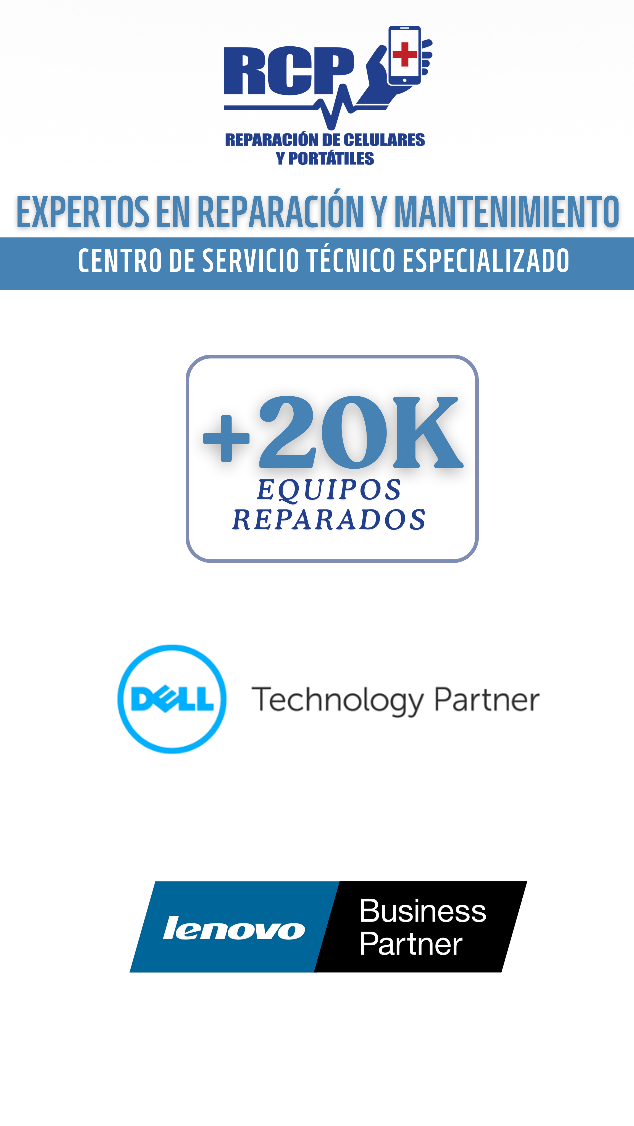 RCP
REPARACIÓN DE CELULARES
Y PORTÁTILES
EXPERTOS EN REPARACIÓN Y MANTENIMIENTO
CENTRO DE SERVICIO TÉCNICO ESPECIALIZADO
+20K
EQUIPOS
REPARADOS
DELL Technology Partner
lenovo Business
Partner